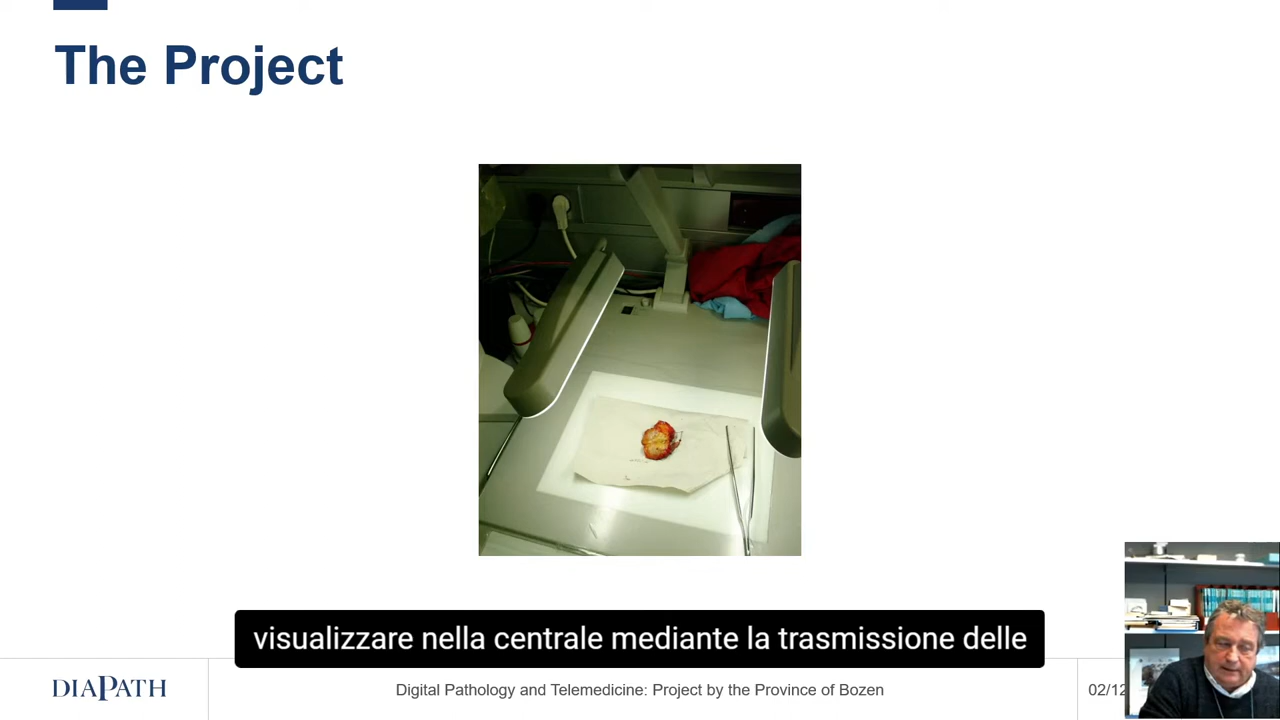 The Project
visualizzare nella centrale mediante la trasmissione delle
DIAPATH
Digital Pathology and Telemedicine: Project by the Province of Bozen
02/12